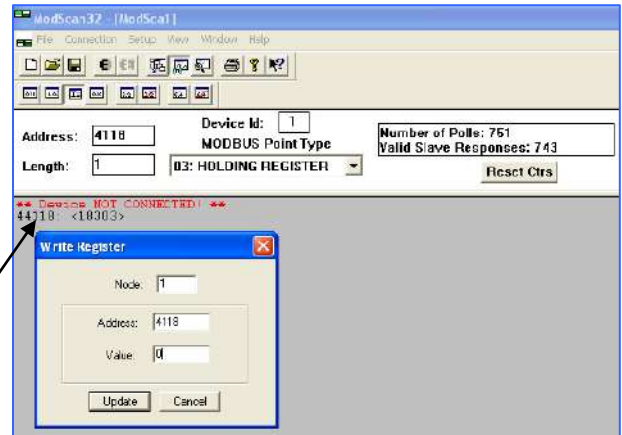 ModScan32 - [ModSca1]
File Connection Setup View Window Help
Address: 4118
Device Id: 1
MODBUS Point Type
Length: 1
03: HOLDING REGISTER
Number of Polls: 751
Valid Slave Responses: 743
Reset Ctrs
** Device NOT CONNECTED! **
44118: <18303>
Write Register
Node: 1
Address: 4118
Value: 0
Update Cancel